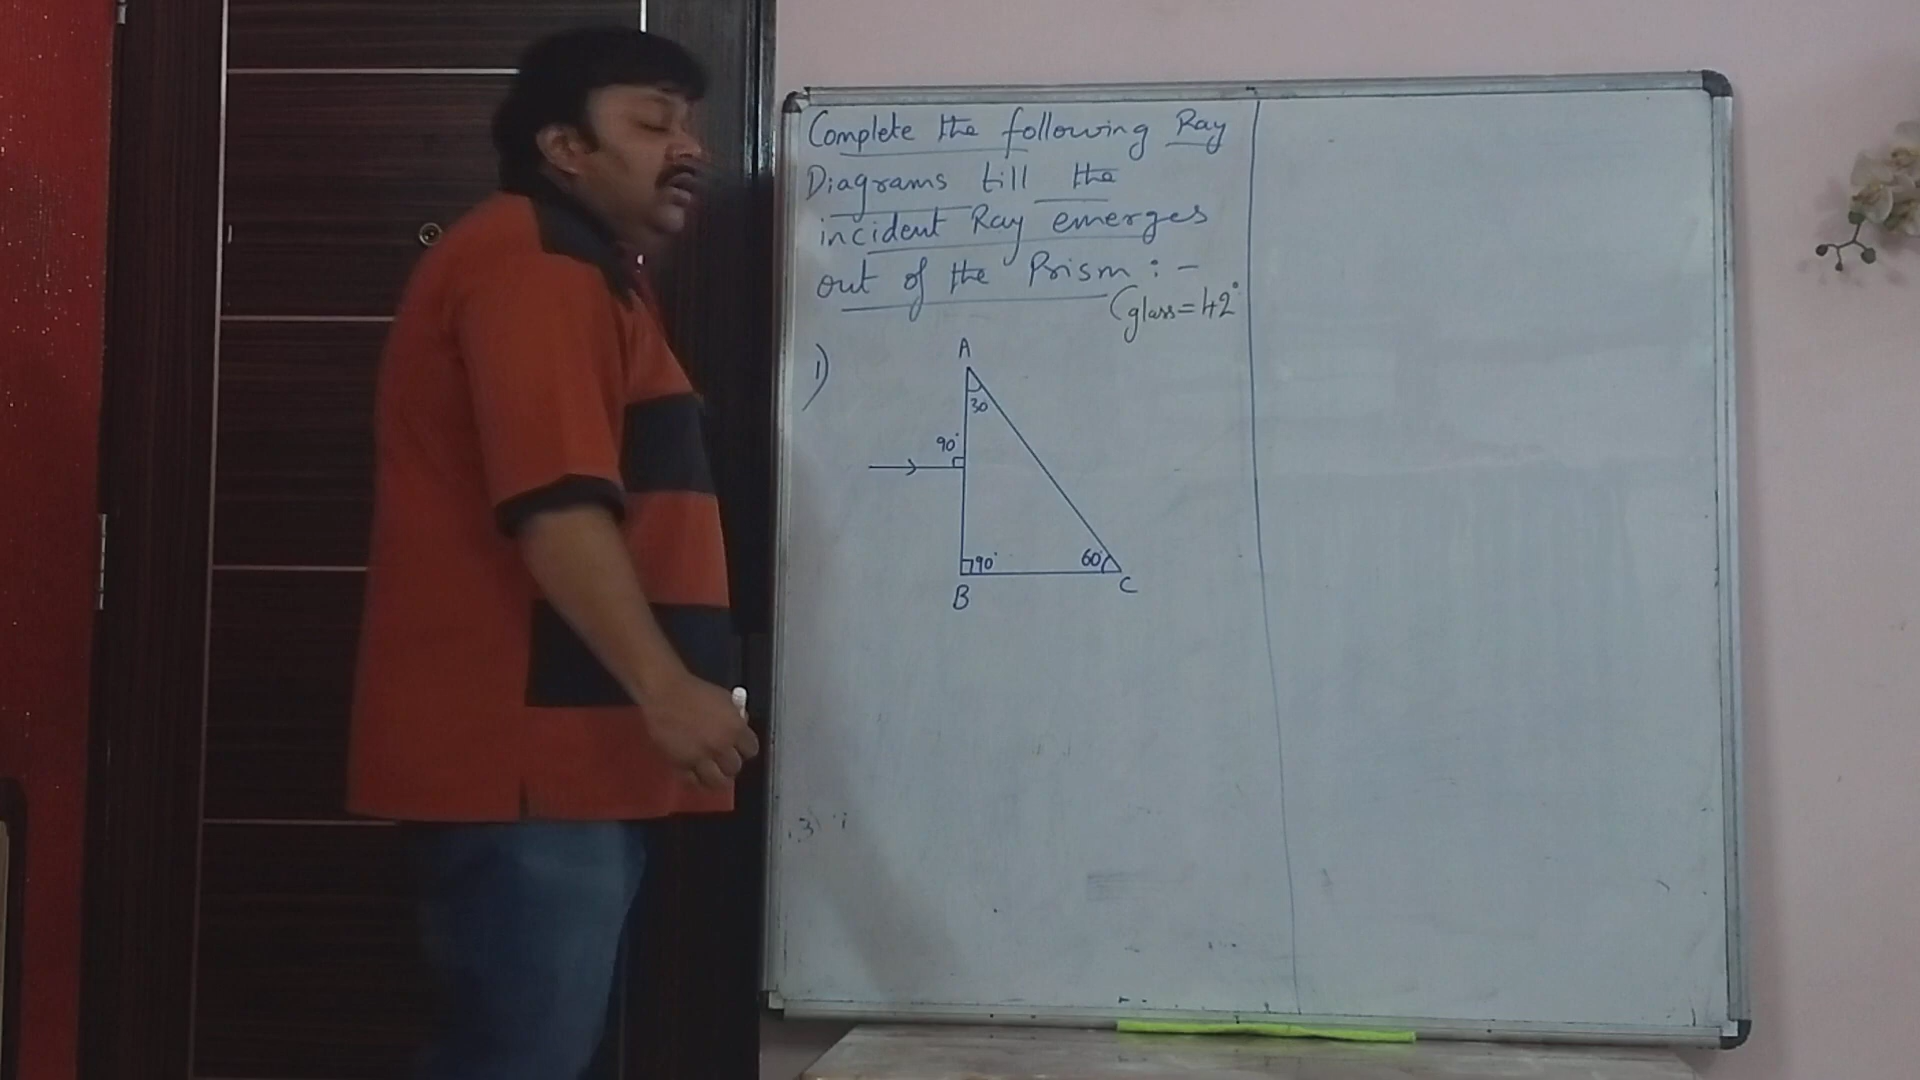 Complete the following Ray
Diagrams till the
incident Ray emerges
out of the Prism : -
Cglass = 42°
1)
A
30
90°
90°
60°
B
C
3)